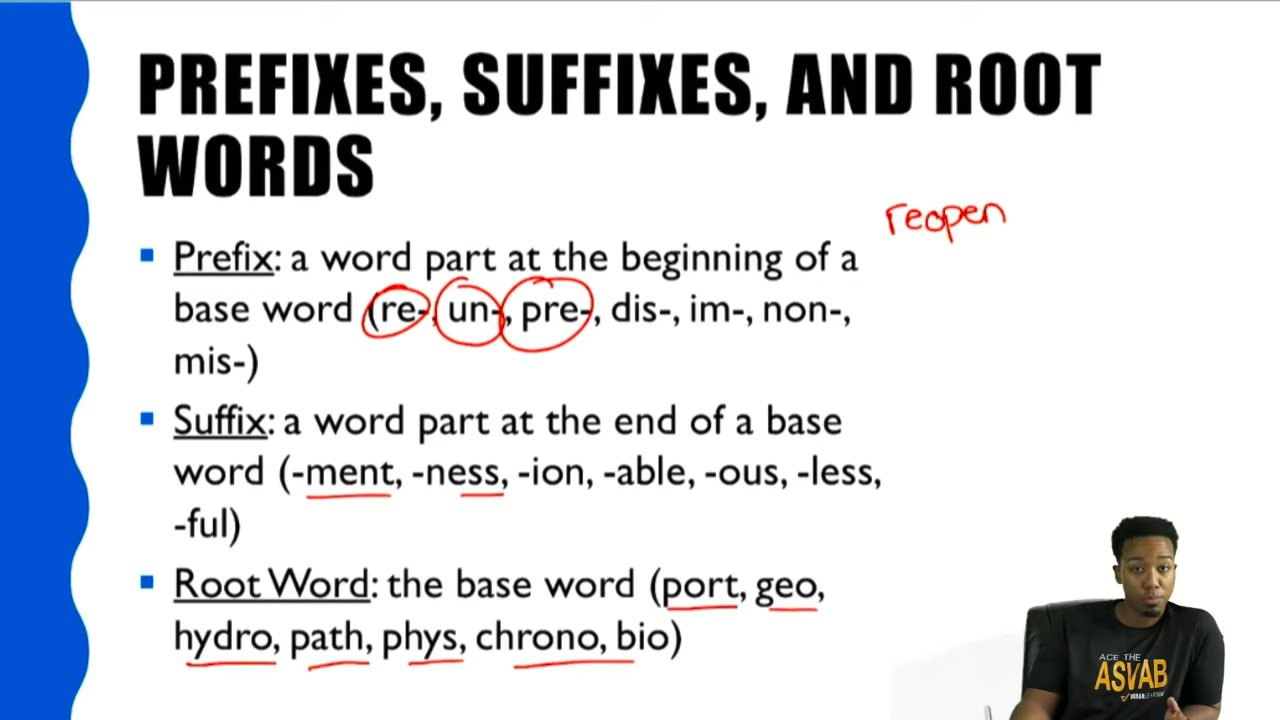 PREFIXES, SUFFIXES, AND ROOT
WORDS
reopen
Prefix: a word part at the beginning of a
base word (re-, un-, pre-, dis-, im-, non-,
mis-)
Suffix: a word part at the end of a base
word (-ment, -ness, -ion, -able, -ous, -less,
-ful)
Root Word: the base word (port, geo,
hydro, path, phys, chrono, bio)
ACE THE
ASVAB